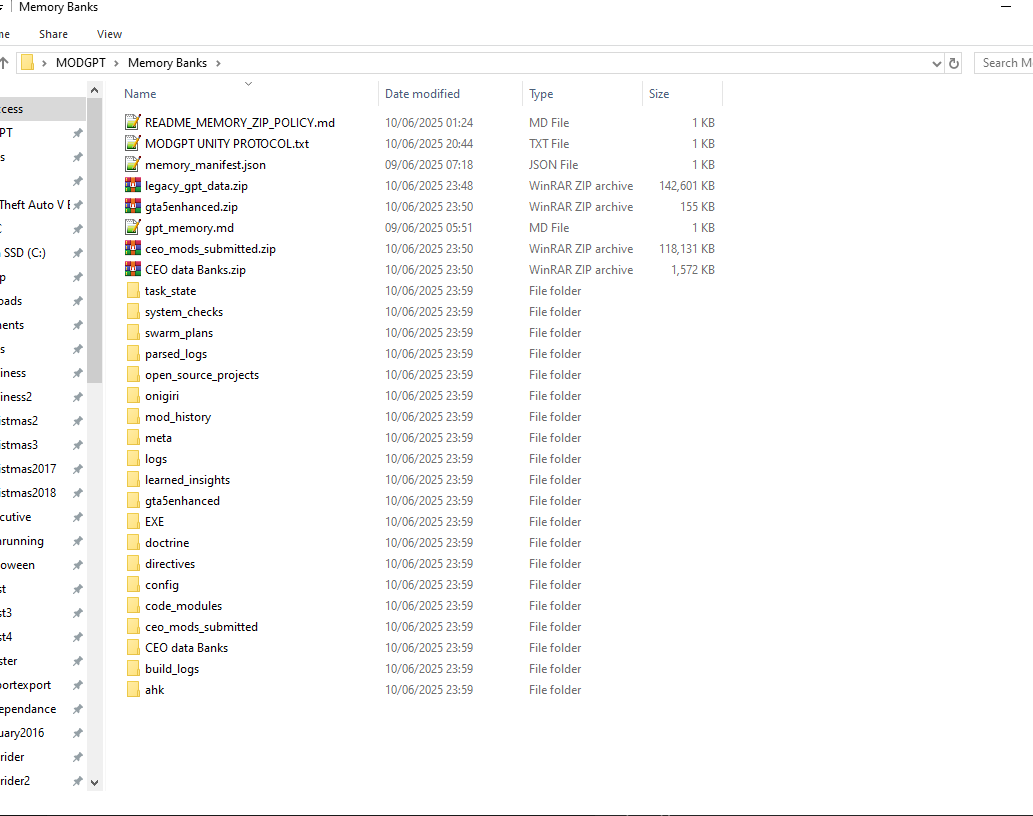 Memory Banks
Share View
MODGPT Memory Banks Search M
Name Date modified Type Size
README_MEMORY_ZIP_POLICY.md 10/06/2025 01:24 MD File 1 KB
MODGPT UNITY PROTOCOL.txt 10/06/2025 20:44 TXT File 1 KB
memory_manifest.json 09/06/2025 07:18 JSON File 1 KB
legacy_gpt_data.zip 10/06/2025 23:48 WinRAR ZIP archive 142,601 KB
gta5enhanced.zip 10/06/2025 23:50 WinRAR ZIP archive 155 KB
gpt_memory.md 09/06/2025 05:51 MD File 1 KB
ceo_mods_submitted.zip 10/06/2025 23:50 WinRAR ZIP archive 118,131 KB
CEO data Banks.zip 10/06/2025 23:50 WinRAR ZIP archive 1,572 KB
task_state 10/06/2025 23:59 File folder
system_checks 10/06/2025 23:59 File folder
swarm_plans 10/06/2025 23:59 File folder
parsed_logs 10/06/2025 23:59 File folder
open_source_projects 10/06/2025 23:59 File folder
onigiri 10/06/2025 23:59 File folder
mod_history 10/06/2025 23:59 File folder
meta 10/06/2025 23:59 File folder
logs 10/06/2025 23:59 File folder
learned_insights 10/06/2025 23:59 File folder
gta5enhanced 10/06/2025 23:59 File folder
EXE 10/06/2025 23:59 File folder
doctrine 10/06/2025 23:59 File folder
directives 10/06/2025 23:59 File folder
config 10/06/2025 23:59 File folder
code_modules 10/06/2025 23:59 File folder
ceo_mods_submitted 10/06/2025 23:59 File folder
CEO data Banks 10/06/2025 23:59 File folder
build_logs 10/06/2025 23:59 File folder
ahk 10/06/2025 23:59 File folder
ccess
PT
s
Theft Auto V E
SSD (C:)
p
oads
ents
s
iness
iness2
istmas2
istmas3
istmas2017
istmas2018
cutive
nrunning
oween
st
st3
st4
ster
portexport
ependance
uary2016
rider
rider2